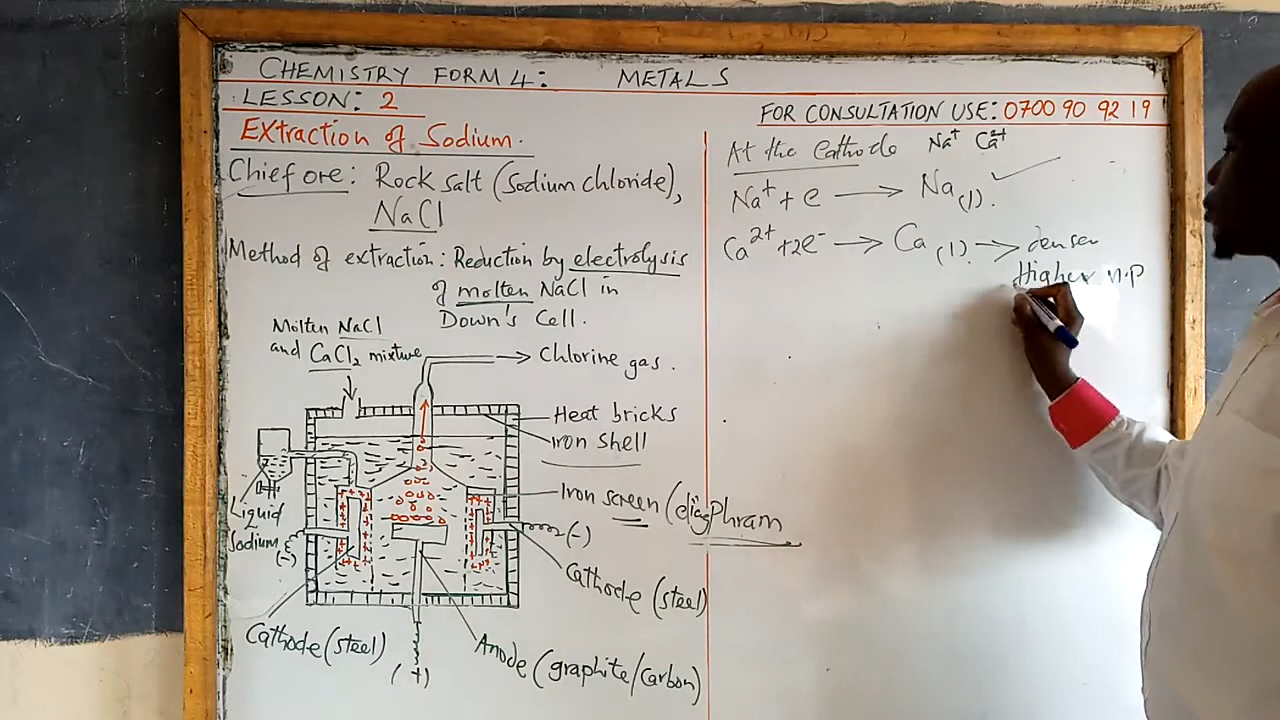 CHEMISTRY FORM 4: METALS
LESSON: 2
FOR CONSULTATION USE: 0700 90 92 19
Extraction of Sodium.
Chief ore: Rock salt (Sodium chloride),
NaCl
Method of extraction: Reduction by electrolysis
of molten NaCl in
Down's Cell.
Molten NaCl
and CaCl2 mixture
Chlorine gas.
Heat bricks
Iron Shell
Iron screen (diaphram
Liquid
Sodium
(-)
(-)
Cathode (steel)
Cathode (steel)
Anode (graphite/carbon)
(+)
At the Cathode Na+ Ca2+
Na+ + e → Na(l).
Ca2+ + 2e- → Ca(l). → denser
Higher m.p